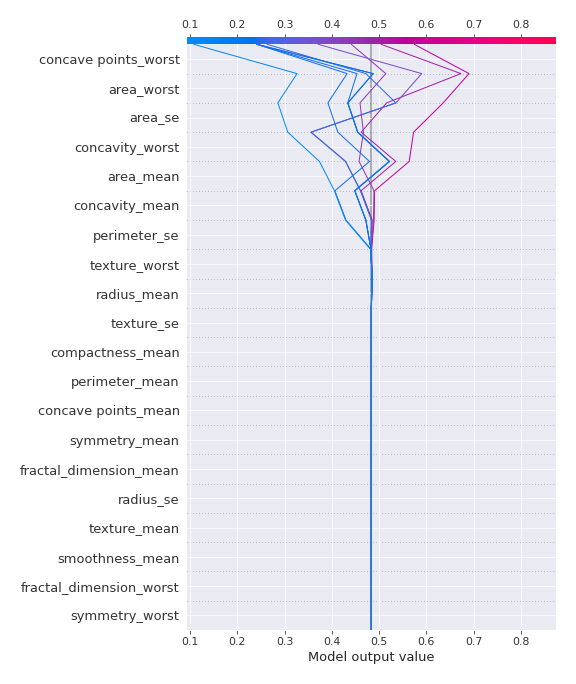 0.1 0.2 0.3 0.4 0.5 0.6 0.7 0.8
concave points_worst
area_worst
area_se
concavity_worst
area_mean
concavity_mean
perimeter_se
texture_worst
radius_mean
texture_se
compactness_mean
perimeter_mean
concave points_mean
symmetry_mean
fractal_dimension_mean
radius_se
texture_mean
smoothness_mean
fractal_dimension_worst
symmetry_worst
0.1 0.2 0.3 0.4 0.5 0.6 0.7 0.8
Model output value